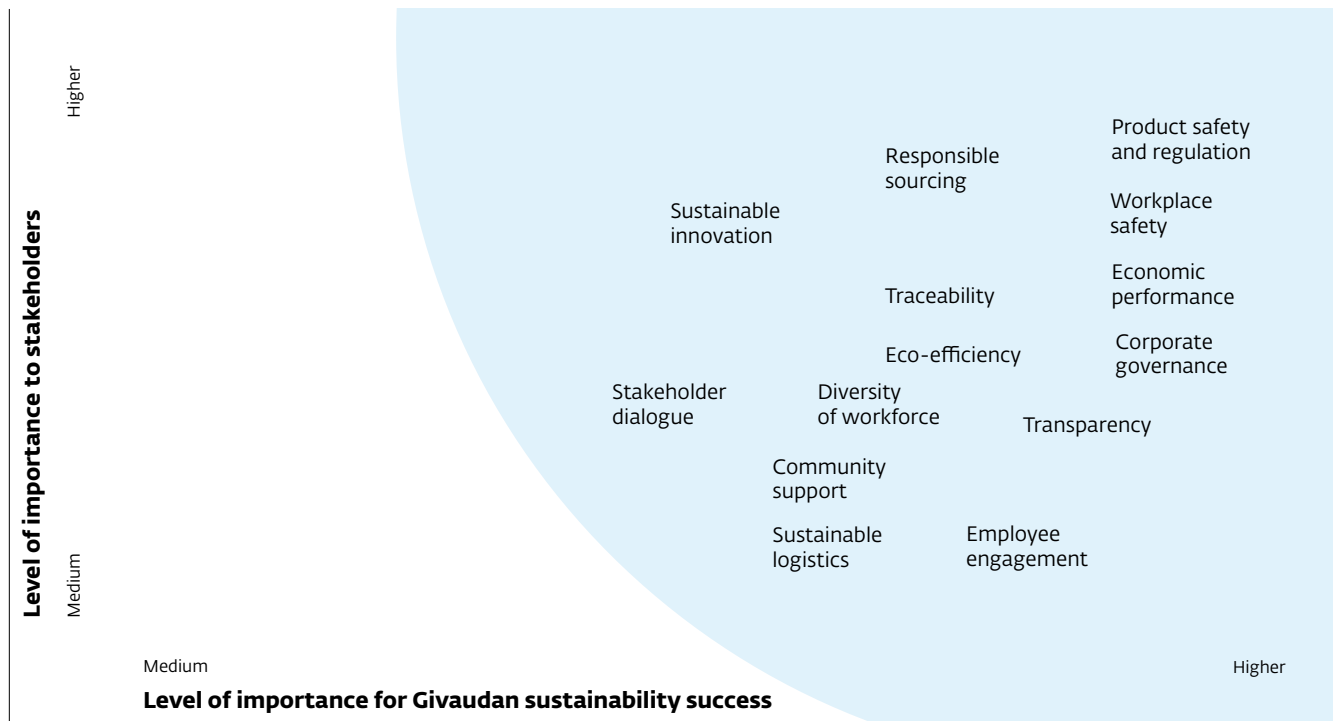 Level of importance to stakeholders
Higher
Medium
Product safety
and regulation
Responsible
sourcing
Workplace
safety
Sustainable
innovation
Economic
performance
Traceability
Corporate
governance
Eco-efficiency
Stakeholder
dialogue
Diversity
of workforce
Transparency
Community
support
Sustainable
logistics
Employee
engagement
Medium
Higher
Level of importance for Givaudan sustainability success